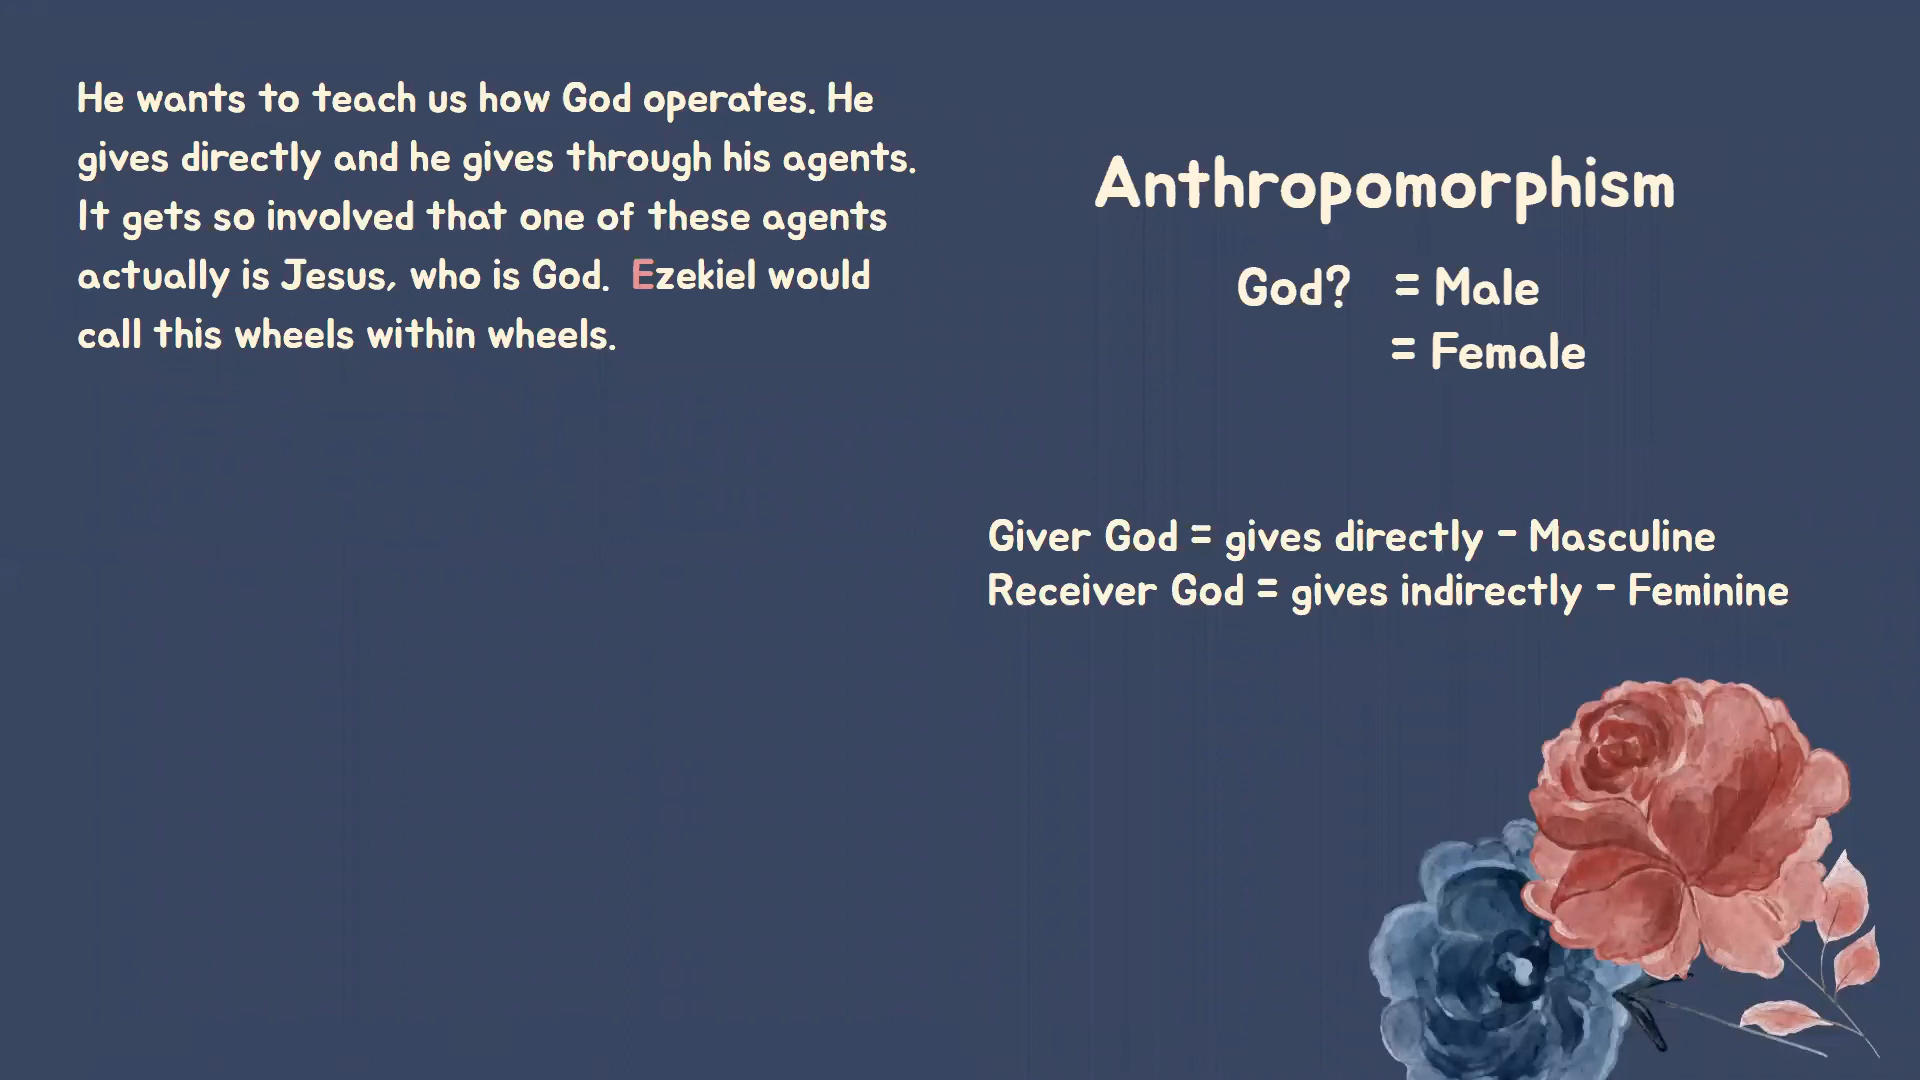 He wants to teach us how God operates. He
gives directly and he gives through his agents.
It gets so involved that one of these agents
actually is Jesus, who is God. Ezekiel would
call this wheels within wheels.
Anthropomorphism
God? = Male
= Female
Giver God = gives directly - Masculine
Receiver God = gives indirectly - Feminine